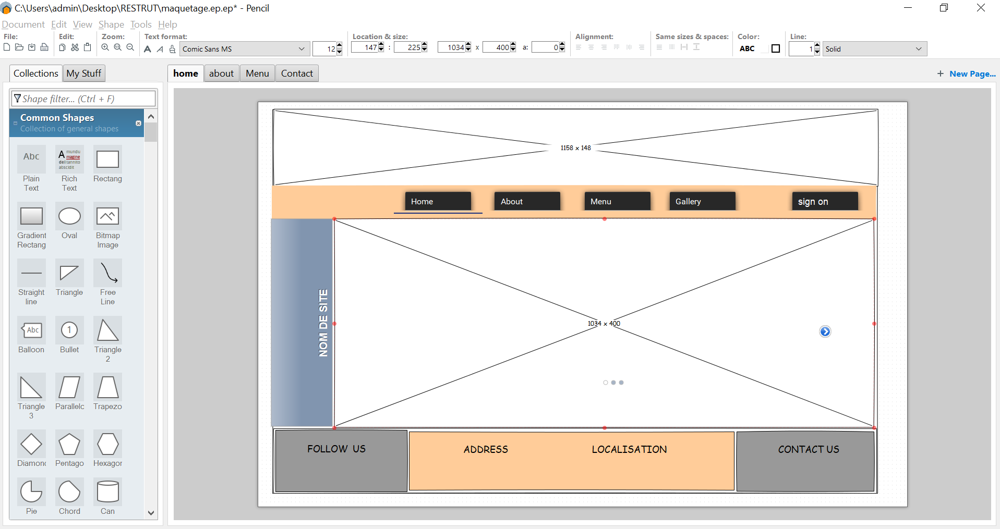 C:\Users\admin\Desktop\RESTRUT\maquetage.ep.ep* - Pencil
Document Edit View Shape Tools Help
File: Edit: Zoom: Text format: Location & size: Alignment: Same sizes & spaces: Color: Line:
Comic Sans MS 12 147 : 225 1034 x 400 a: 0 ABC 1 Solid
Collections My Stuff home about Menu Contact + New Page...
Shape filter... (Ctrl + F)
Common Shapes
Collection of general shapes
Abc
A mundu
magine
del tannito
abscidit
Plain Text
Rich Text
Rectang
Gradient Rectang
Oval
Bitmap Image
Straight line
Triangle
Free Line
Abc
1
Balloon
Bullet
Triangle 2
Triangle 3
Parallelc
Trapezo
Diamond
Pentago
Hexagor
Pie
Chord
Can
1158 x 148
Home About Menu Gallery sign on
NOM DE SITE
1034 x 400
FOLLOW US ADDRESS LOCALISATION CONTACT US